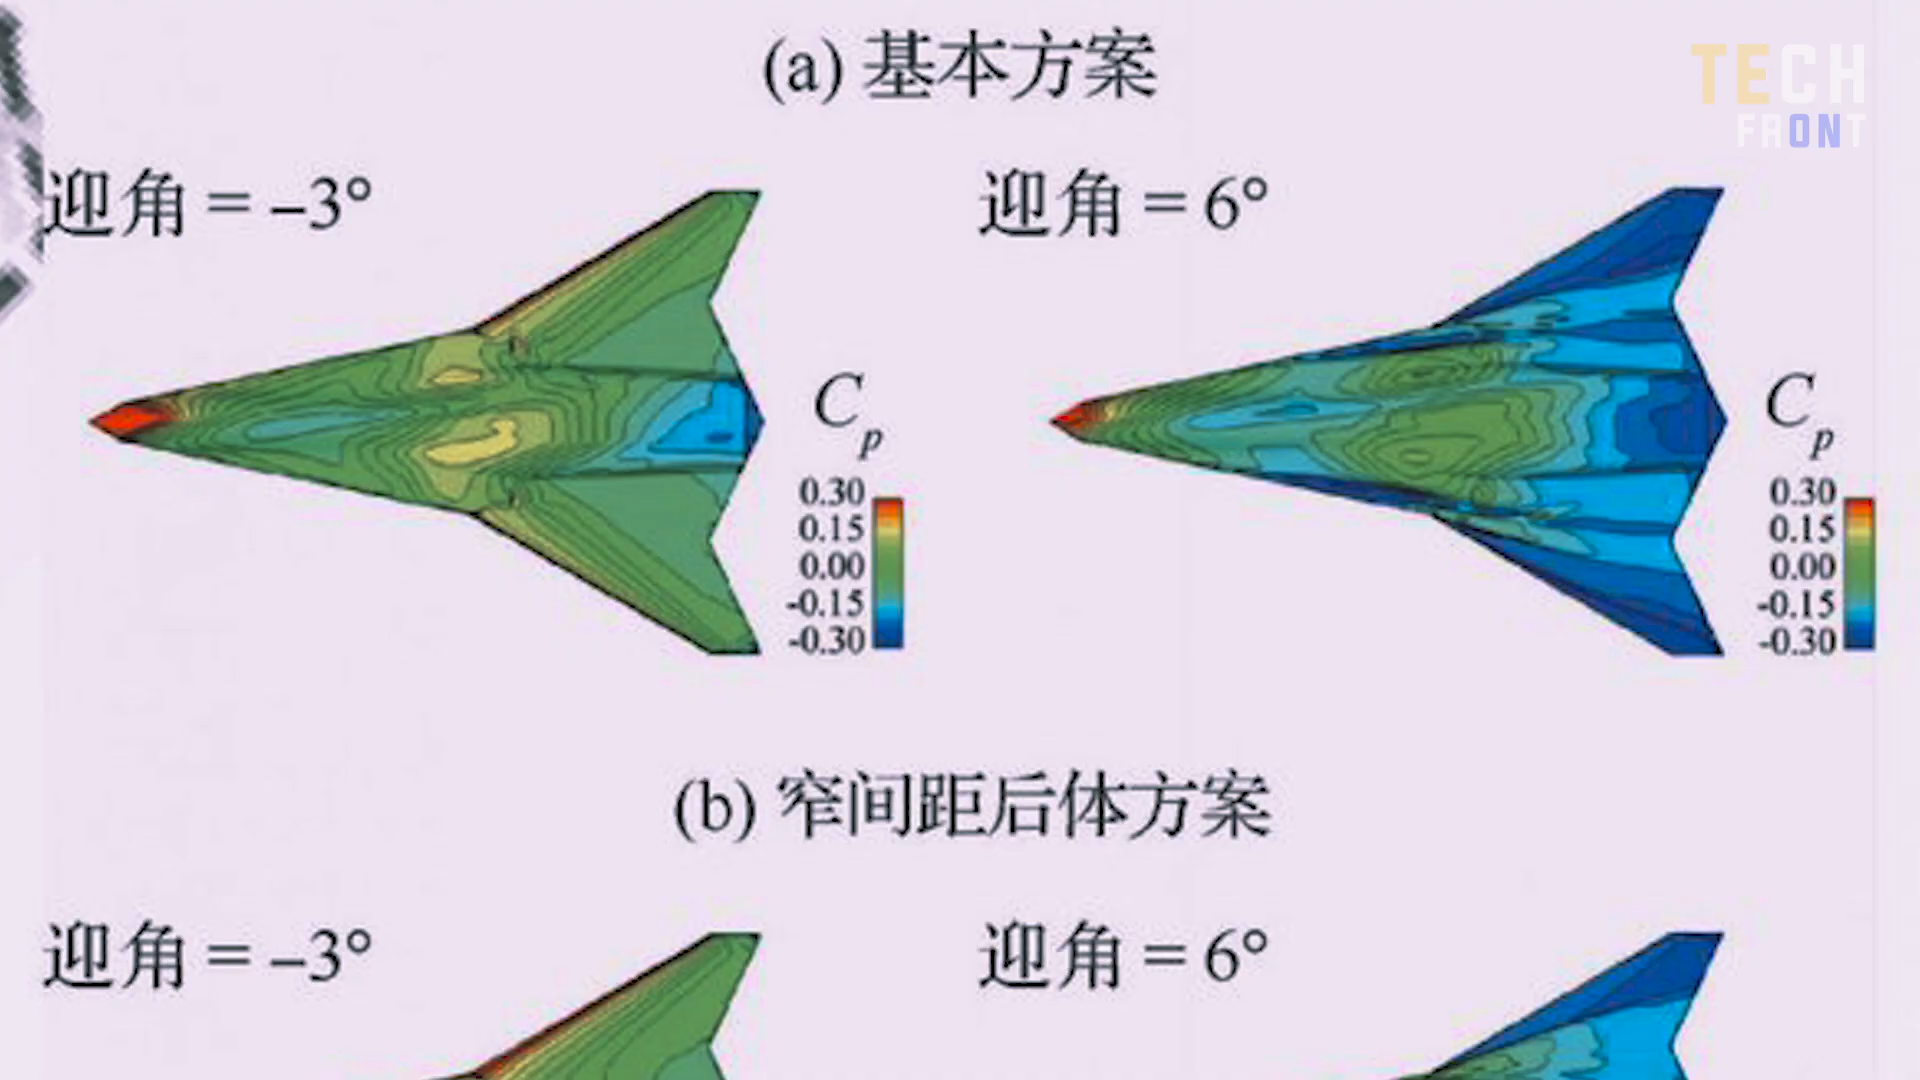 (a) 基本方案
TECH
FRONT
迎角 = –3°
迎角 = 6°
Cp
0.30
0.15
0.00
-0.15
-0.30
Cp
0.30
0.15
0.00
-0.15
-0.30
(b) 窄间距后体方案
迎角 = –3°
迎角 = 6°